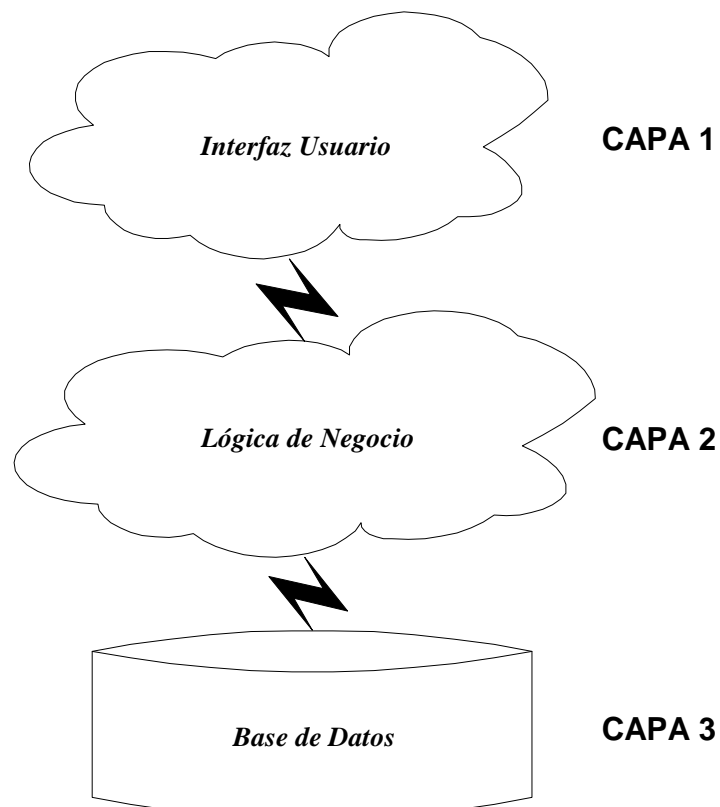 Interfaz Usuario
CAPA 1
Lógica de Negocio
CAPA 2
Base de Datos
CAPA 3